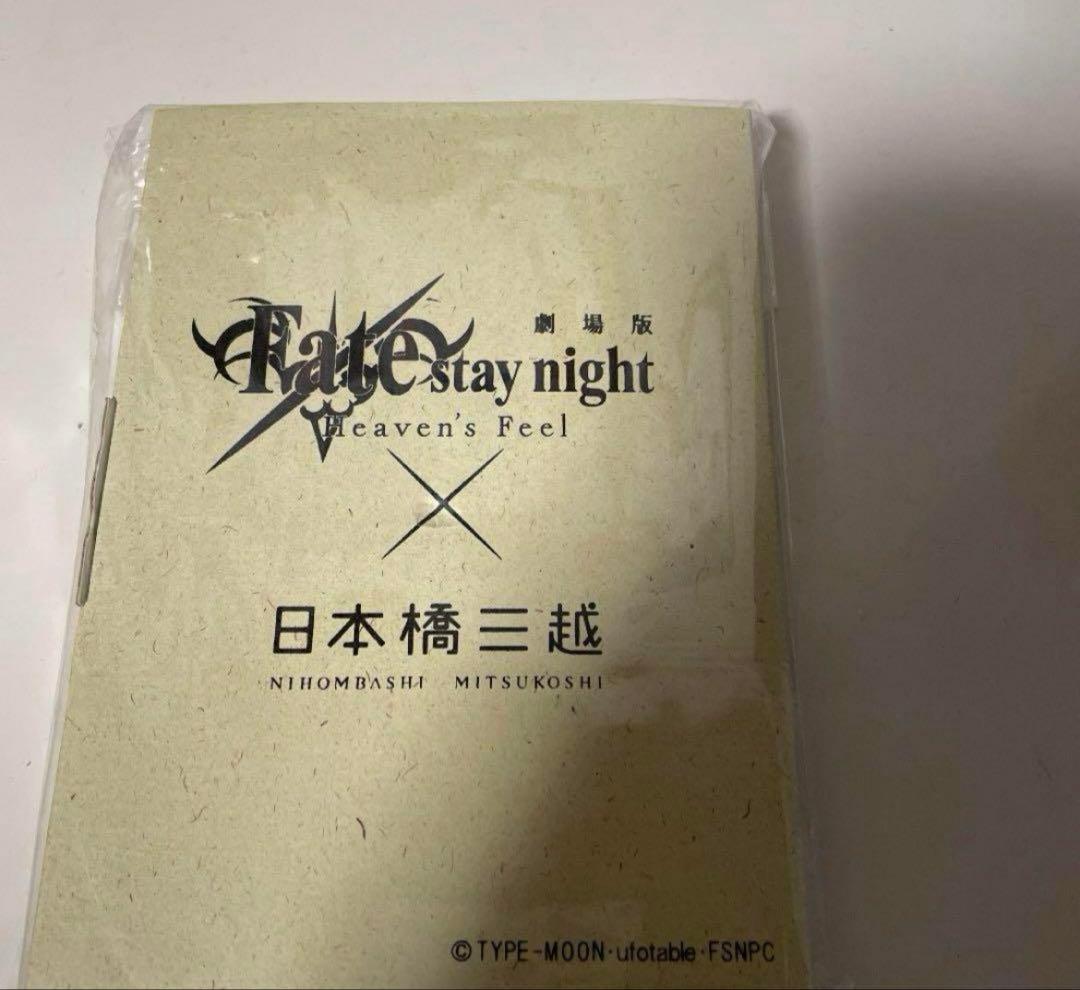 劇場版
Fate stay night
Heaven's Feel
×
日本橋三越
NIHOMBASHI MITSUKOSHI
©TYPE-MOON·ufotable·FSNPC